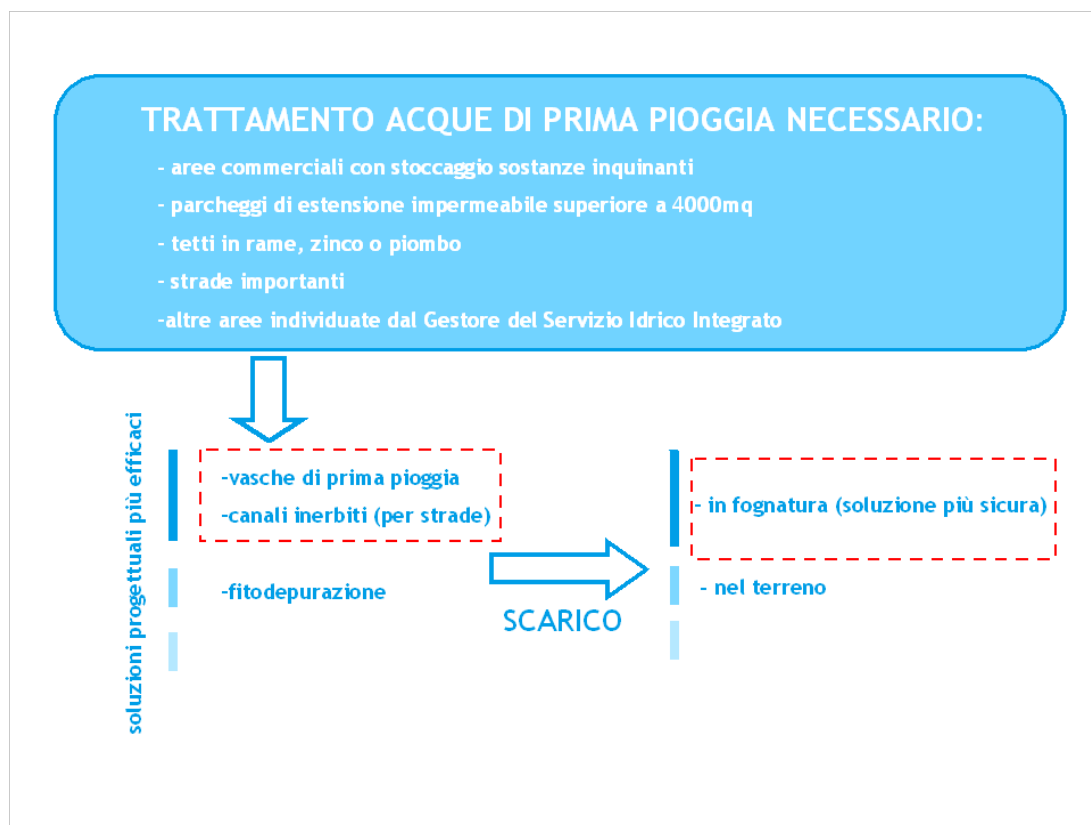 TRATTAMENTO ACQUE DI PRIMA PIOGGIA NECESSARIO:
- aree commerciali con stoccaggio sostanze inquinanti
- parcheggi di estensione impermeabile superiore a 4000mq
- tetti in rame, zinco o piombo
- strade importanti
-altre aree individuate dal Gestore del Servizio Idrico Integrato
soluzioni progettuali più efficaci
-vasche di prima pioggia
-canali inerbiti (per strade)
-fitodepurazione
SCARICO
- in fognatura (soluzione più sicura)
- nel terreno